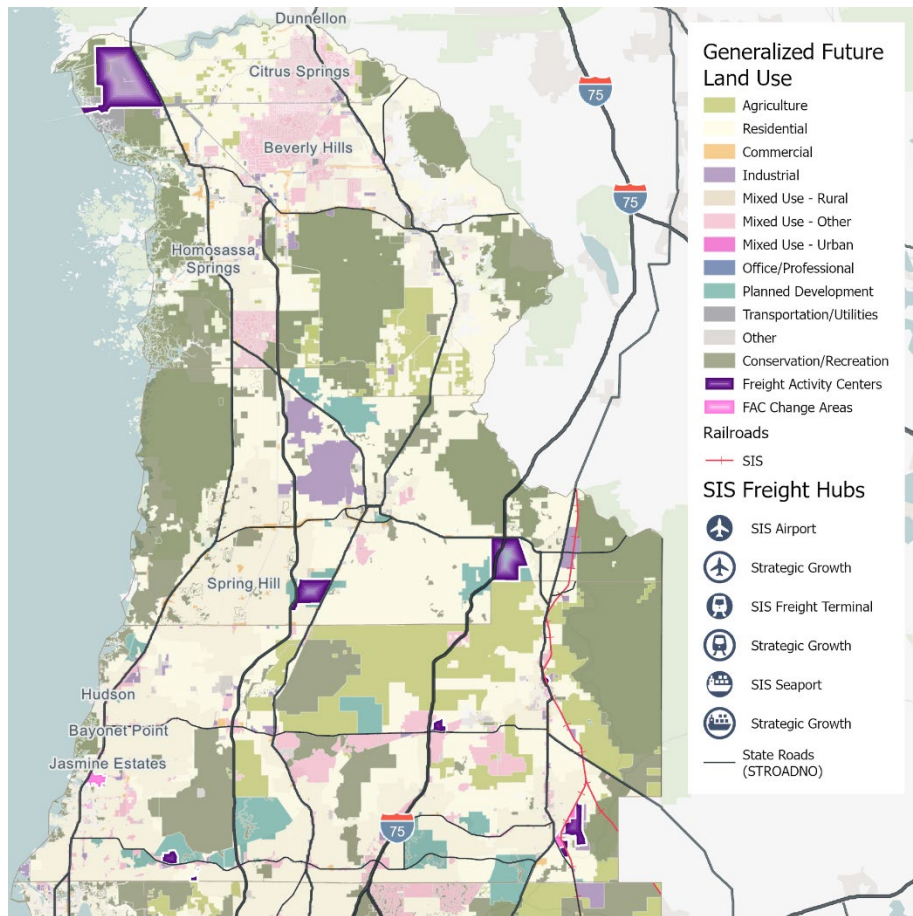 Dunnellon
Citrus Springs
Beverly Hills
Homosassa
Springs
Spring Hill
Hudson
Bayonet Point
Jasmine Estates
75
75
75
Generalized Future
Land Use
Agriculture
Residential
Commercial
Industrial
Mixed Use - Rural
Mixed Use - Other
Mixed Use - Urban
Office/Professional
Planned Development
Transportation/Utilities
Other
Conservation/Recreation
Freight Activity Centers
FAC Change Areas
Railroads
SIS
SIS Freight Hubs
SIS Airport
Strategic Growth
SIS Freight Terminal
Strategic Growth
SIS Seaport
Strategic Growth
State Roads
(STROADNO)